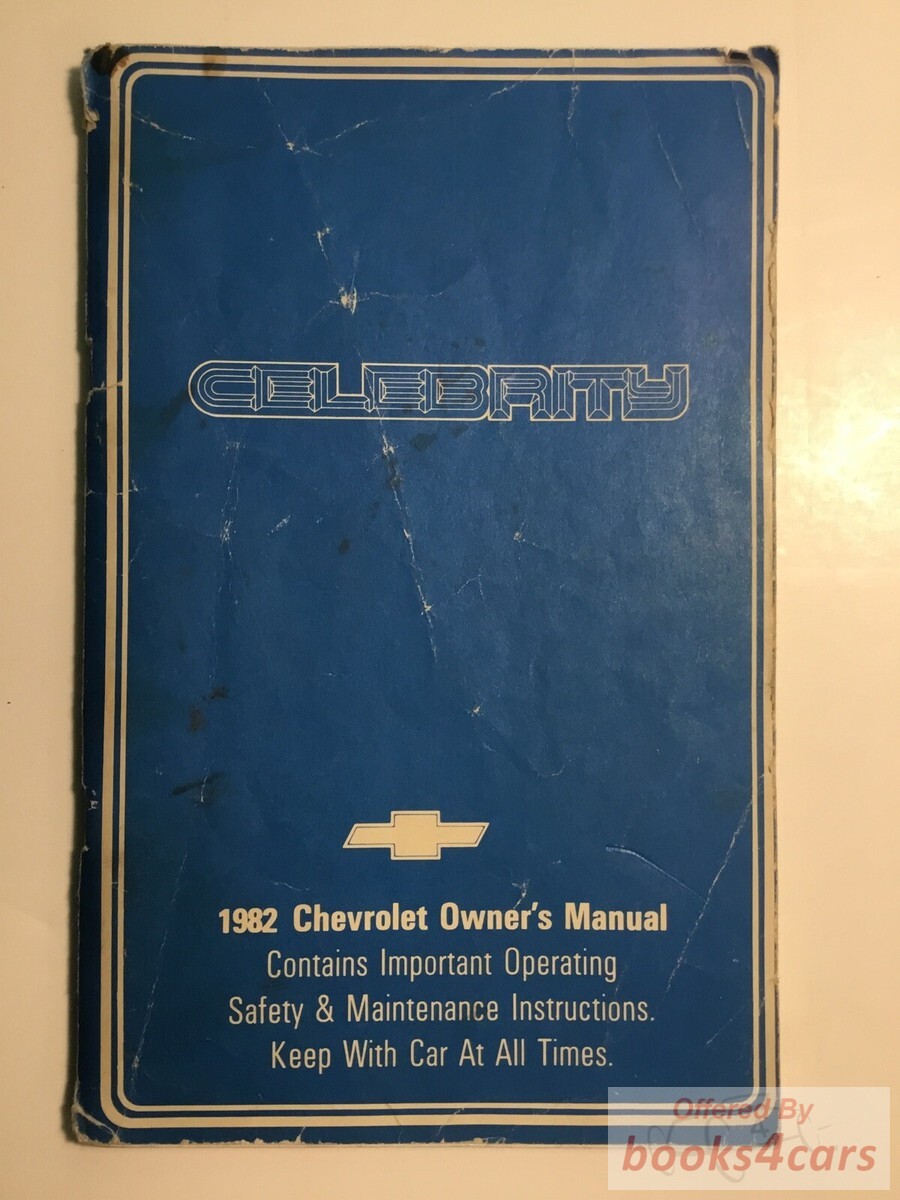 CELEBRITY
1982 Chevrolet Owner's Manual
Contains Important Operating
Safety & Maintenance Instructions.
Keep With Car At All Times.
Offered By
books4cars